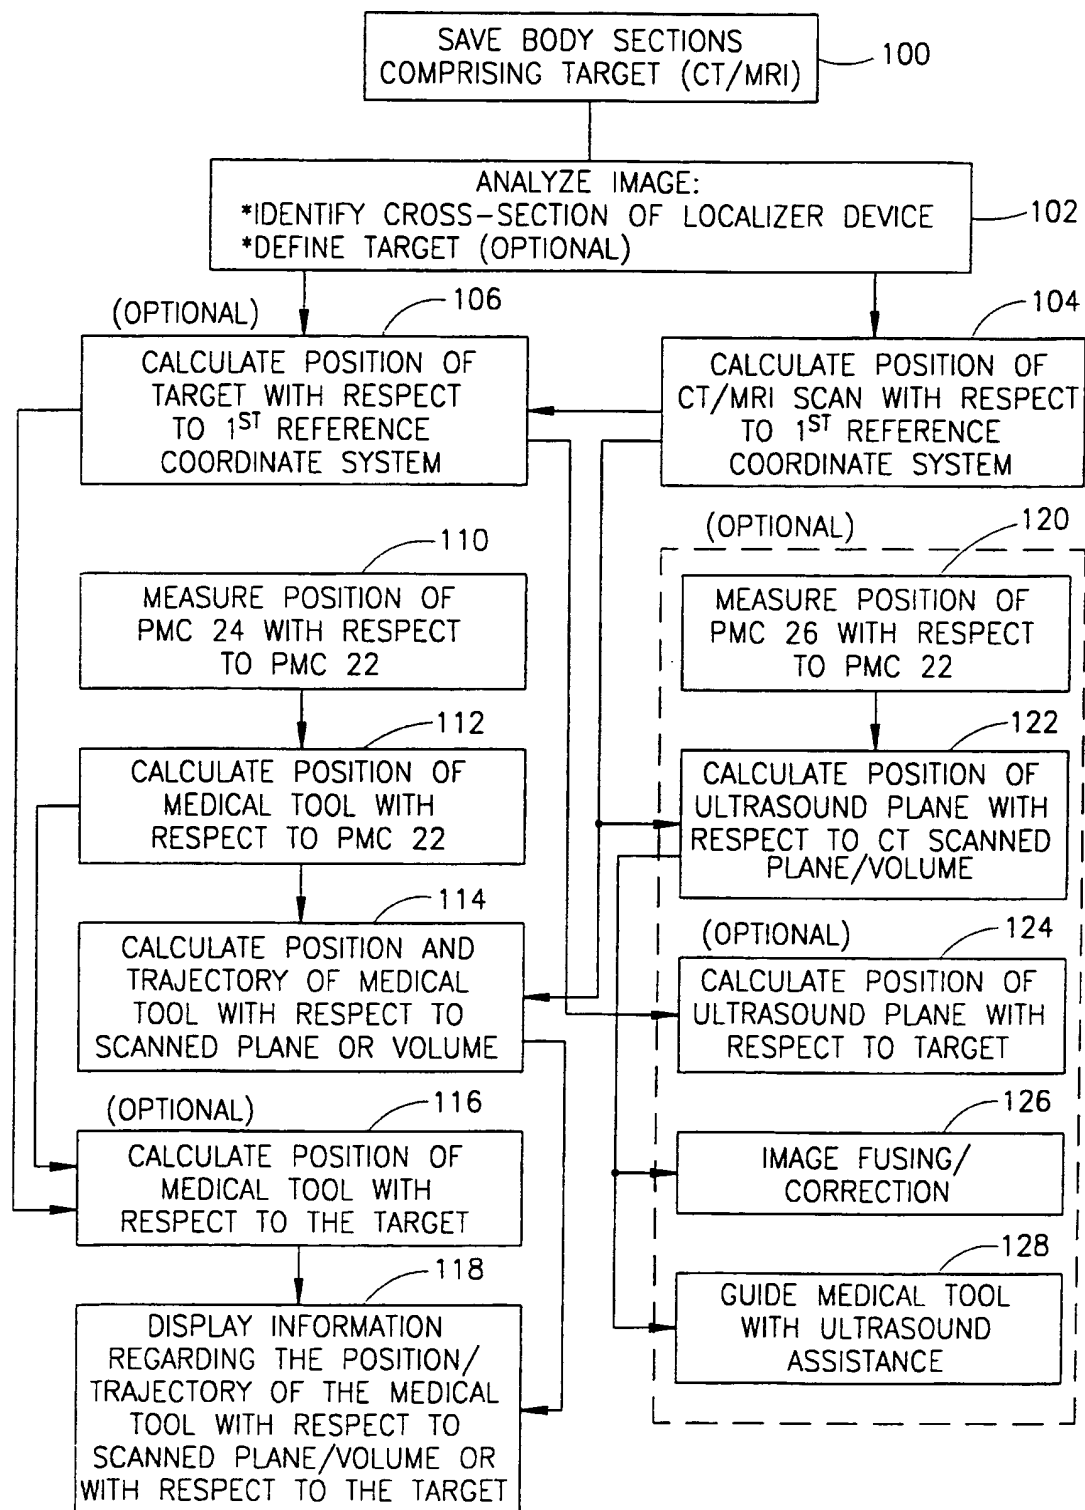 SAVE BODY SECTIONS
COMPRISING TARGET (CT/MRI)
100
ANALYZE IMAGE:
*IDENTIFY CROSS-SECTION OF LOCALIZER DEVICE
*DEFINE TARGET (OPTIONAL)
102
(OPTIONAL)
106
CALCULATE POSITION OF
TARGET WITH RESPECT
TO 1ST REFERENCE
COORDINATE SYSTEM
104
CALCULATE POSITION OF
CT/MRI SCAN WITH RESPECT
TO 1ST REFERENCE
COORDINATE SYSTEM
110
MEASURE POSITION OF
PMC 24 WITH RESPECT
TO PMC 22
112
CALCULATE POSITION OF
MEDICAL TOOL WITH
RESPECT TO PMC 22
114
CALCULATE POSITION AND
TRAJECTORY OF MEDICAL
TOOL WITH RESPECT TO
SCANNED PLANE OR VOLUME
(OPTIONAL)
116
CALCULATE POSITION OF
MEDICAL TOOL WITH
RESPECT TO THE TARGET
118
DISPLAY INFORMATION
REGARDING THE POSITION/
TRAJECTORY OF THE MEDICAL
TOOL WITH RESPECT TO
SCANNED PLANE/VOLUME OR
WITH RESPECT TO THE TARGET
(OPTIONAL)
120
MEASURE POSITION OF
PMC 26 WITH RESPECT
TO PMC 22
122
CALCULATE POSITION OF
ULTRASOUND PLANE WITH
RESPECT TO CT SCANNED
PLANE/VOLUME
(OPTIONAL)
124
CALCULATE POSITION OF
ULTRASOUND PLANE WITH
RESPECT TO TARGET
126
IMAGE FUSING/
CORRECTION
128
GUIDE MEDICAL TOOL
WITH ULTRASOUND
ASSISTANCE